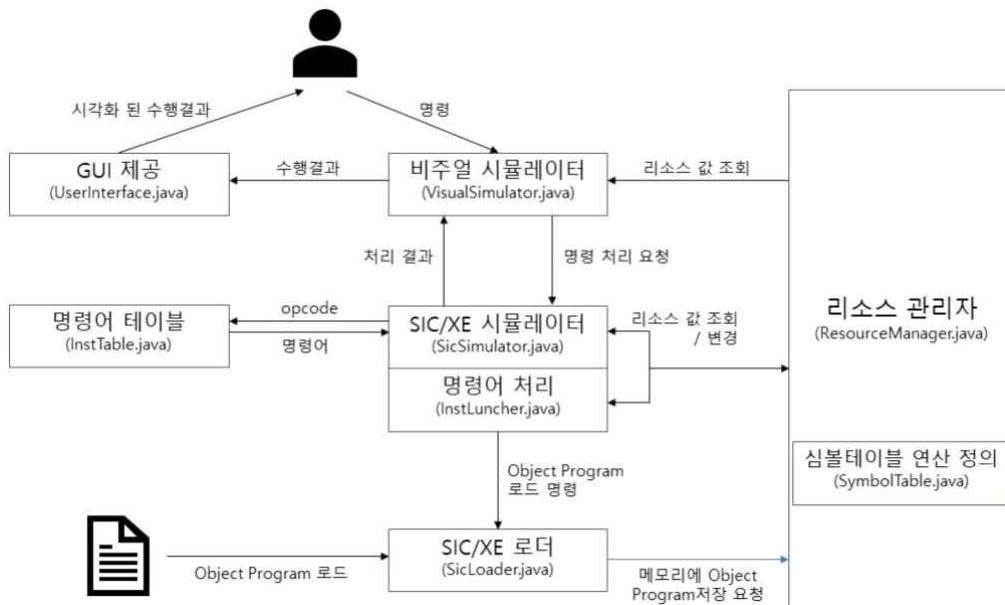 시각화 된 수행결과
명령
GUI 제공
(UserInterface.java)
수행결과
비주얼 시뮬레이터
(VisualSimulator.java)
리소스 값 조회
처리 결과
명령 처리 요청
명령어 테이블
(InstTable.java)
opcode
명령어
SIC/XE 시뮬레이터
(SicSimulator.java)
명령어 처리
(InstLuncher.java)
리소스 값 조회
/ 변경
리소스 관리자
(ResourceManager.java)
심볼테이블 연산 정의
(SymbolTable.java)
Object Program
로드 명령
Object Program 로드
SIC/XE 로더
(SicLoader.java)
메모리에 Object
Program저장 요청